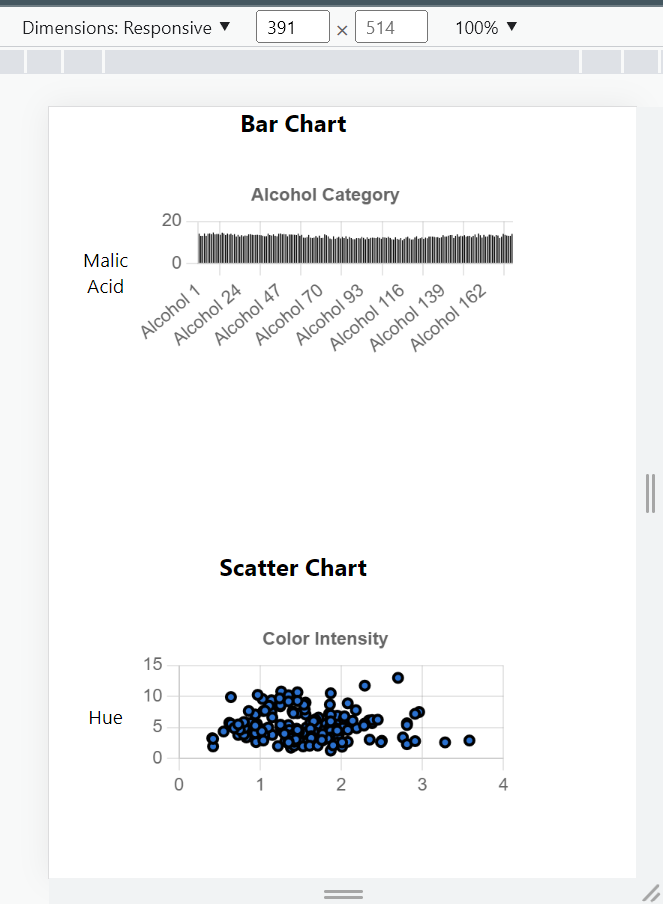 Dimensions: Responsive ▼ 391 × 514 100% ▼
Bar Chart
Alcohol Category
20
0
Malic
Acid
Alcohol 1 Alcohol 24 Alcohol 47 Alcohol 70 Alcohol 93 Alcohol 116 Alcohol 139 Alcohol 162
Scatter Chart
Color Intensity
15
10
5
0
Hue
0 1 2 3 4